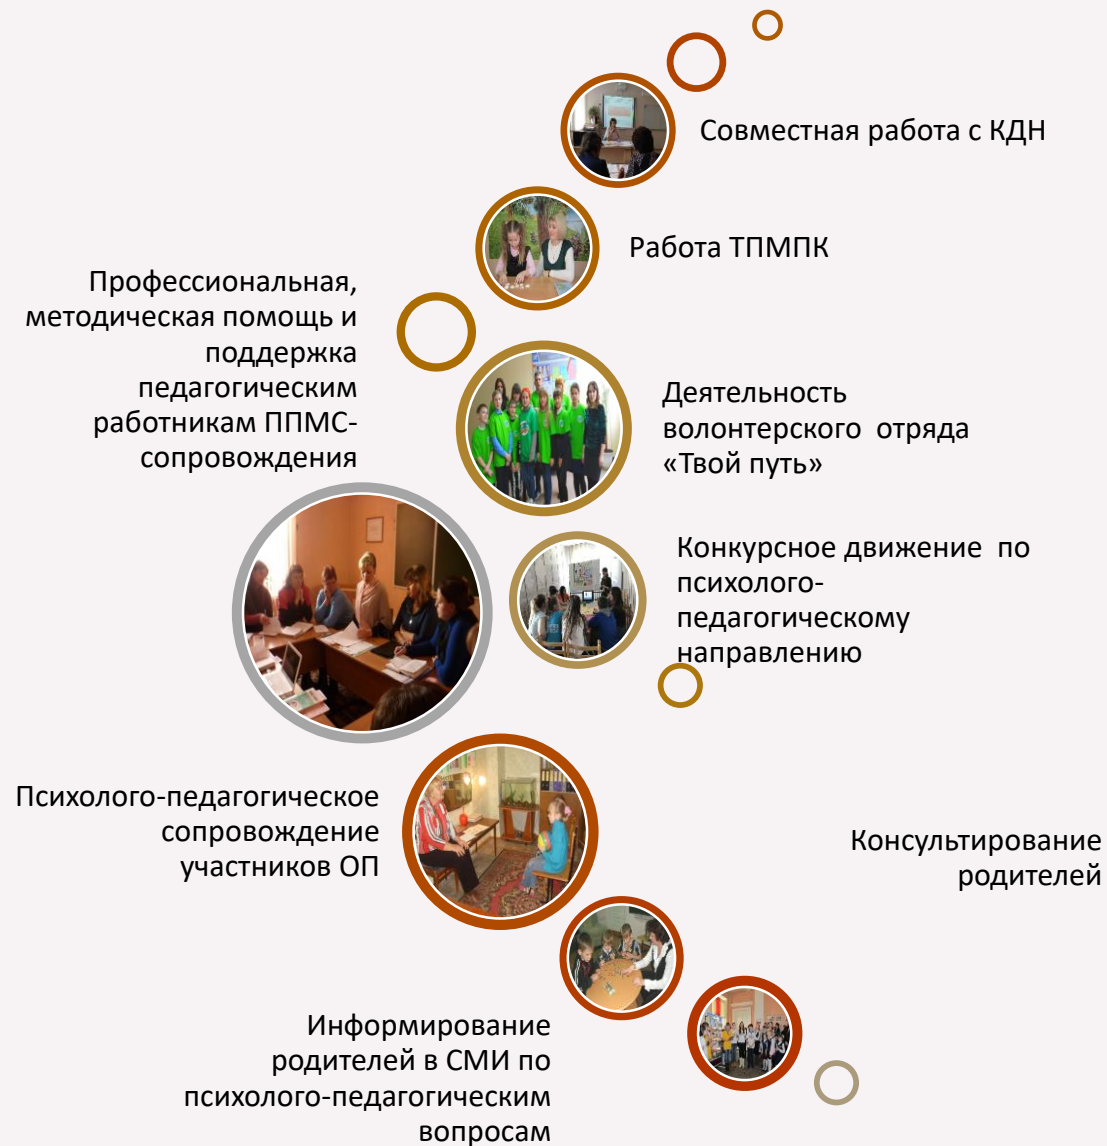 Совместная работа с КДН
Работа ТПМПК
Профессиональная,
методическая помощь и
поддержка
педагогическим
работникам ППМС-
сопровождения
Деятельность
волонтерского отряда
«Твой путь»
Конкурсное движение по
психолого-
педагогическому
направлению
Психолого-педагогическое
сопровождение
участников ОП
Консультирование
родителей
Информирование
родителей в СМИ по
психолого-педагогическим
вопросам